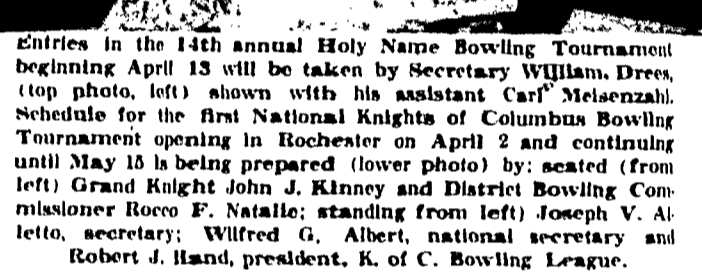 Entries in the 14th annual Holy Name Bowling Tournament
beginning April 13 will be taken by Secretary William. Drees,
(top photo, left) shown with his assistant Carl Meisenzahl.
Schedule for the first National Knights of Columbus Bowling
Tournament opening in Rochester on April 2 and continuing
until May 15 is being prepared (lower photo) by: seated (from
left) Grand Knight John J. Kinney and District Bowling Com-
missioner Rocco F. Natalie; standing from left) Joseph V. Al-
letto, secretary; Wilfred G. Albert, national secretary and
Robert J. Hand, president, K. of C. Bowling League.